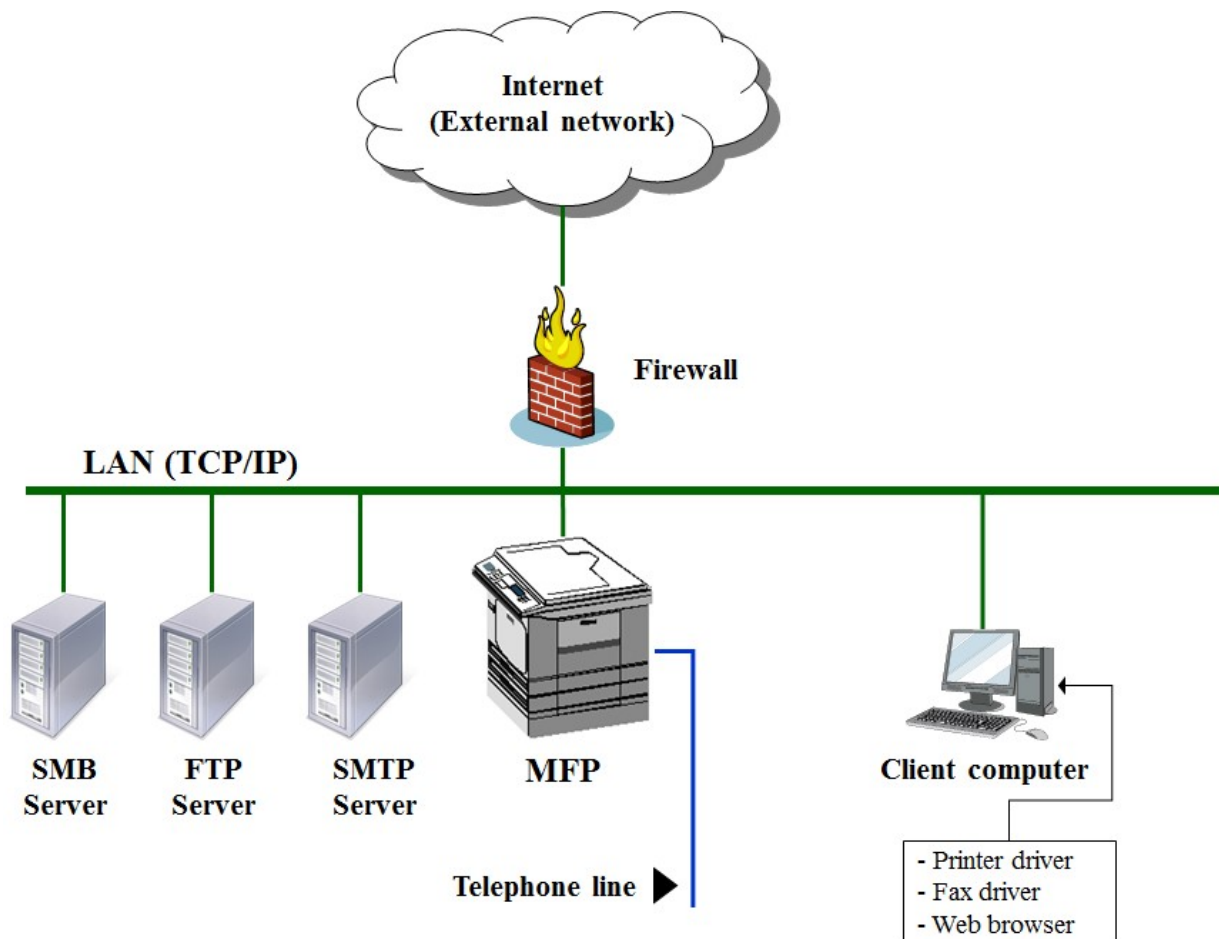 Internet
(External network)
Firewall
LAN (TCP/IP)
SMB
Server
FTP
Server
SMTP
Server
MFP
Client computer
Telephone line
- Printer driver
- Fax driver
- Web browser